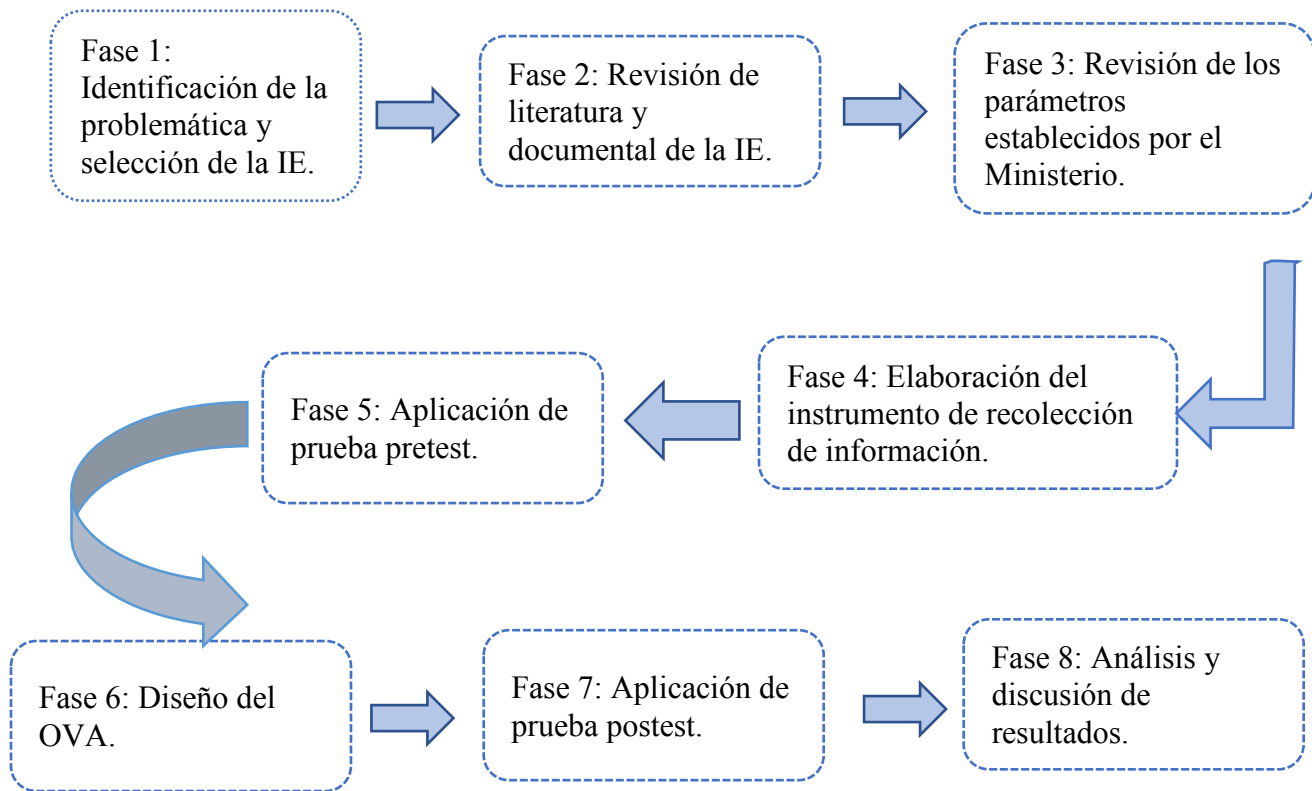 Fase 1:
Identificación de la
problemática y
selección de la IE.
Fase 2: Revisión de
literatura y
documental de la IE.
Fase 3: Revisión de los
parámetros
establecidos por el
Ministerio.
Fase 4: Elaboración del
instrumento de recolección
de información.
Fase 5: Aplicación de
prueba pretest.
Fase 6: Diseño del
OVA.
Fase 7: Aplicación de
prueba postest.
Fase 8: Análisis y
discusión de
resultados.